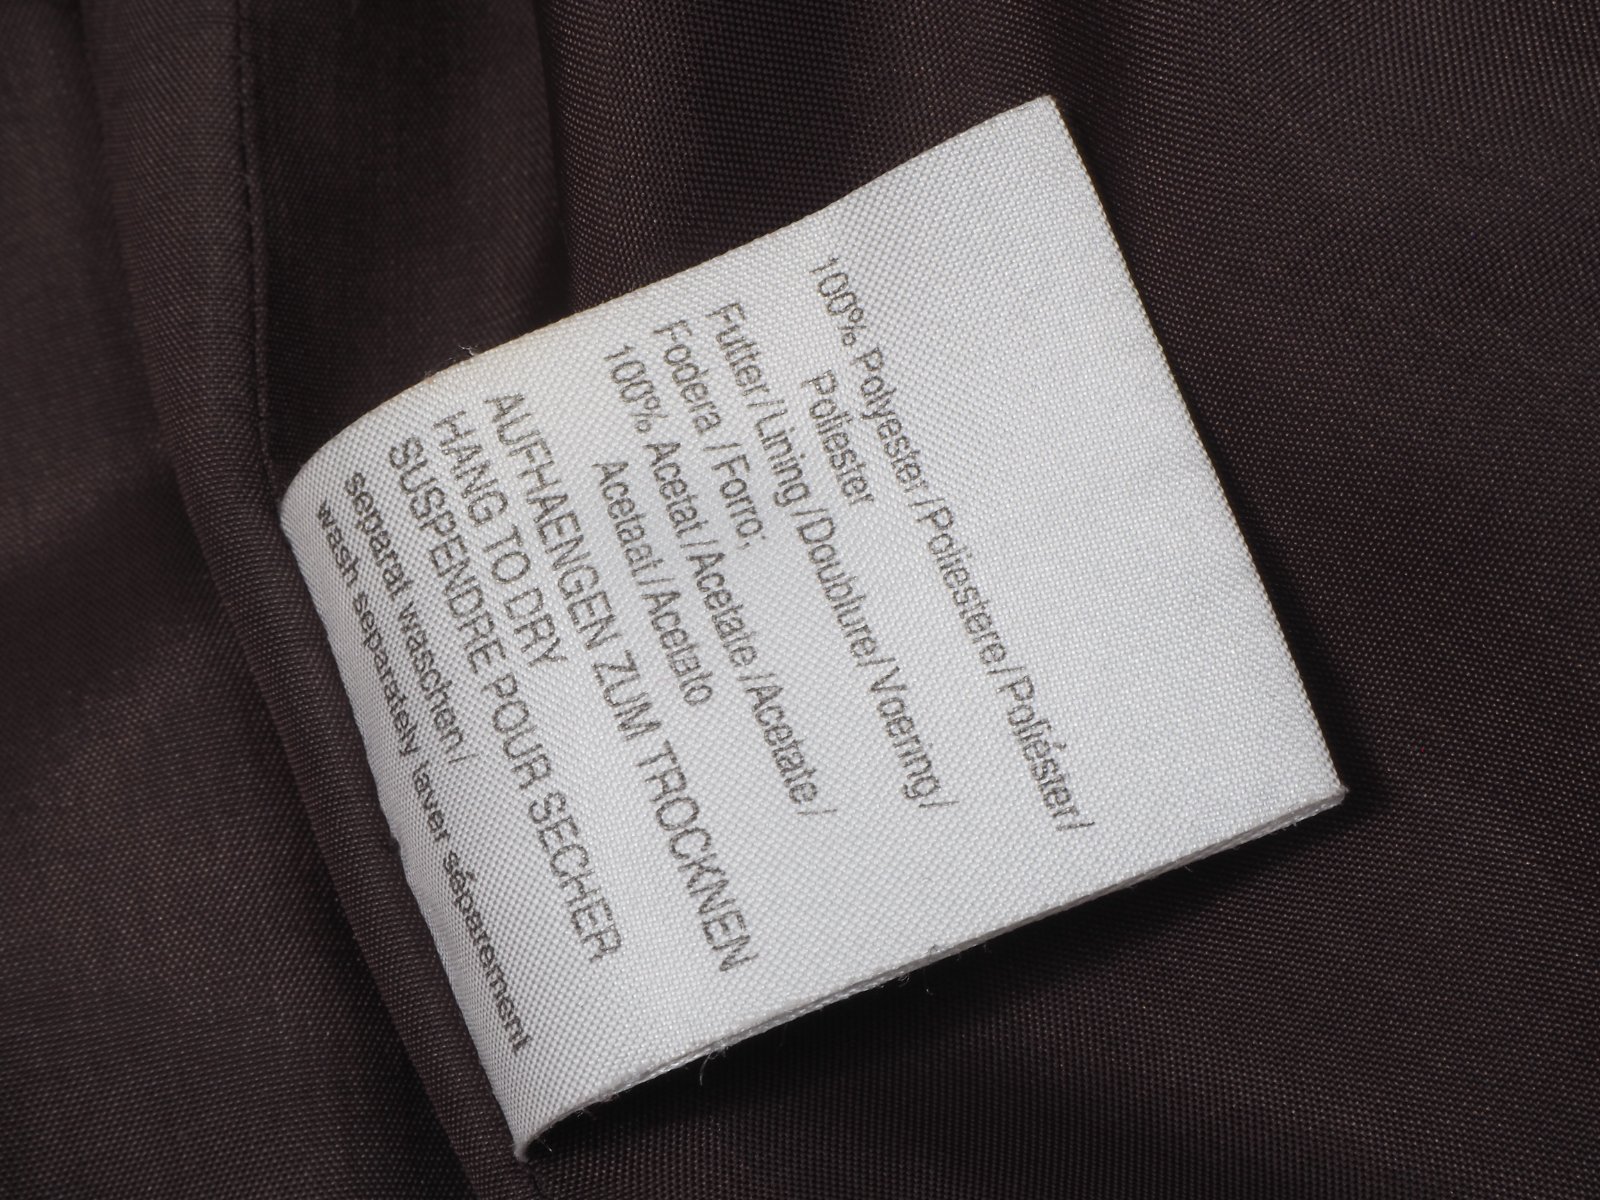 100% Polyester/Poliestere/Poliéster/
Poliester
Futter/Lining/Doublure/Voering/
Fodera/Forro:
100% Acetat/Acetate/Acetate/
Acetaat/Acetato
AUFHAENGEN ZUM TROCKNEN
HANG TO DRY
SUSPENDRE POUR SECHER
separat waschen/
wash separately laver séparement